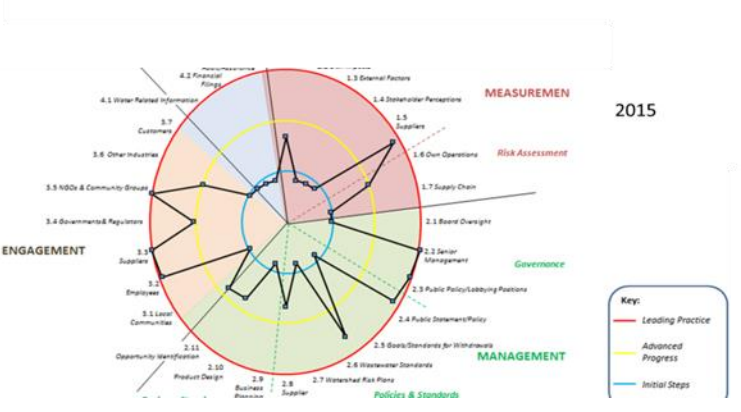 4.2 Financial
Filings
1.3 External Factors
MEASUREMEN
4.1 Water Related Information
1.4 Stakeholder Perceptions
2015
3.7
Customers
1.5
Suppliers
3.6 Other Industries
1.6 Own Operations
Risk Assessment
3.5 NGOs & Community Groups
1.7 Supply Chain
3.4 Governments& Regulators
2.1 Board Oversight
ENGAGEMENT
3.3
Suppliers
2.2 Senior
Management
Governance
3.2
Employees
2.3 Public Policy/Lobbying Positions
Key:
3.1 Local
Communities
2.4 Public Statement/Policy
Leading Practice
2.11
Opportunity Identification
2.5 Goals/Standards for Withdrawals
MANAGEMENT
Advanced
Progress
2.6 Wastewater Standards
2.10
Product Design
2.9
Business
Planning
2.8
Supplier
2.7 Watershed Risk Plans
Initial Steps
Policies & Standards